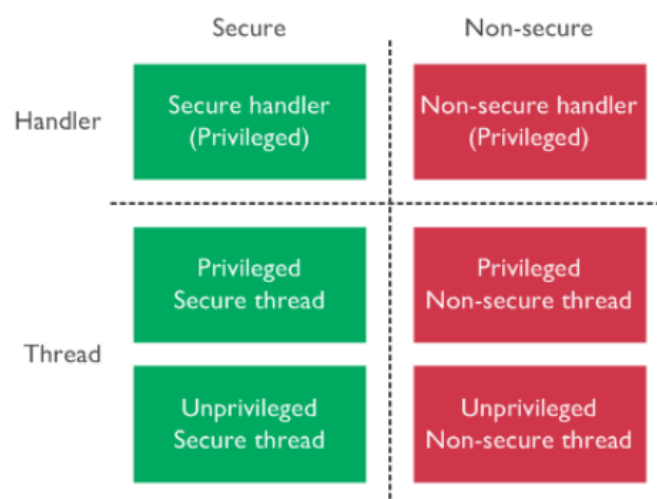 Secure
Non-secure
Handler
Secure handler
(Privileged)
Non-secure handler
(Privileged)
Thread
Privileged
Secure thread
Privileged
Non-secure thread
Unprivileged
Secure thread
Unprivileged
Non-secure thread